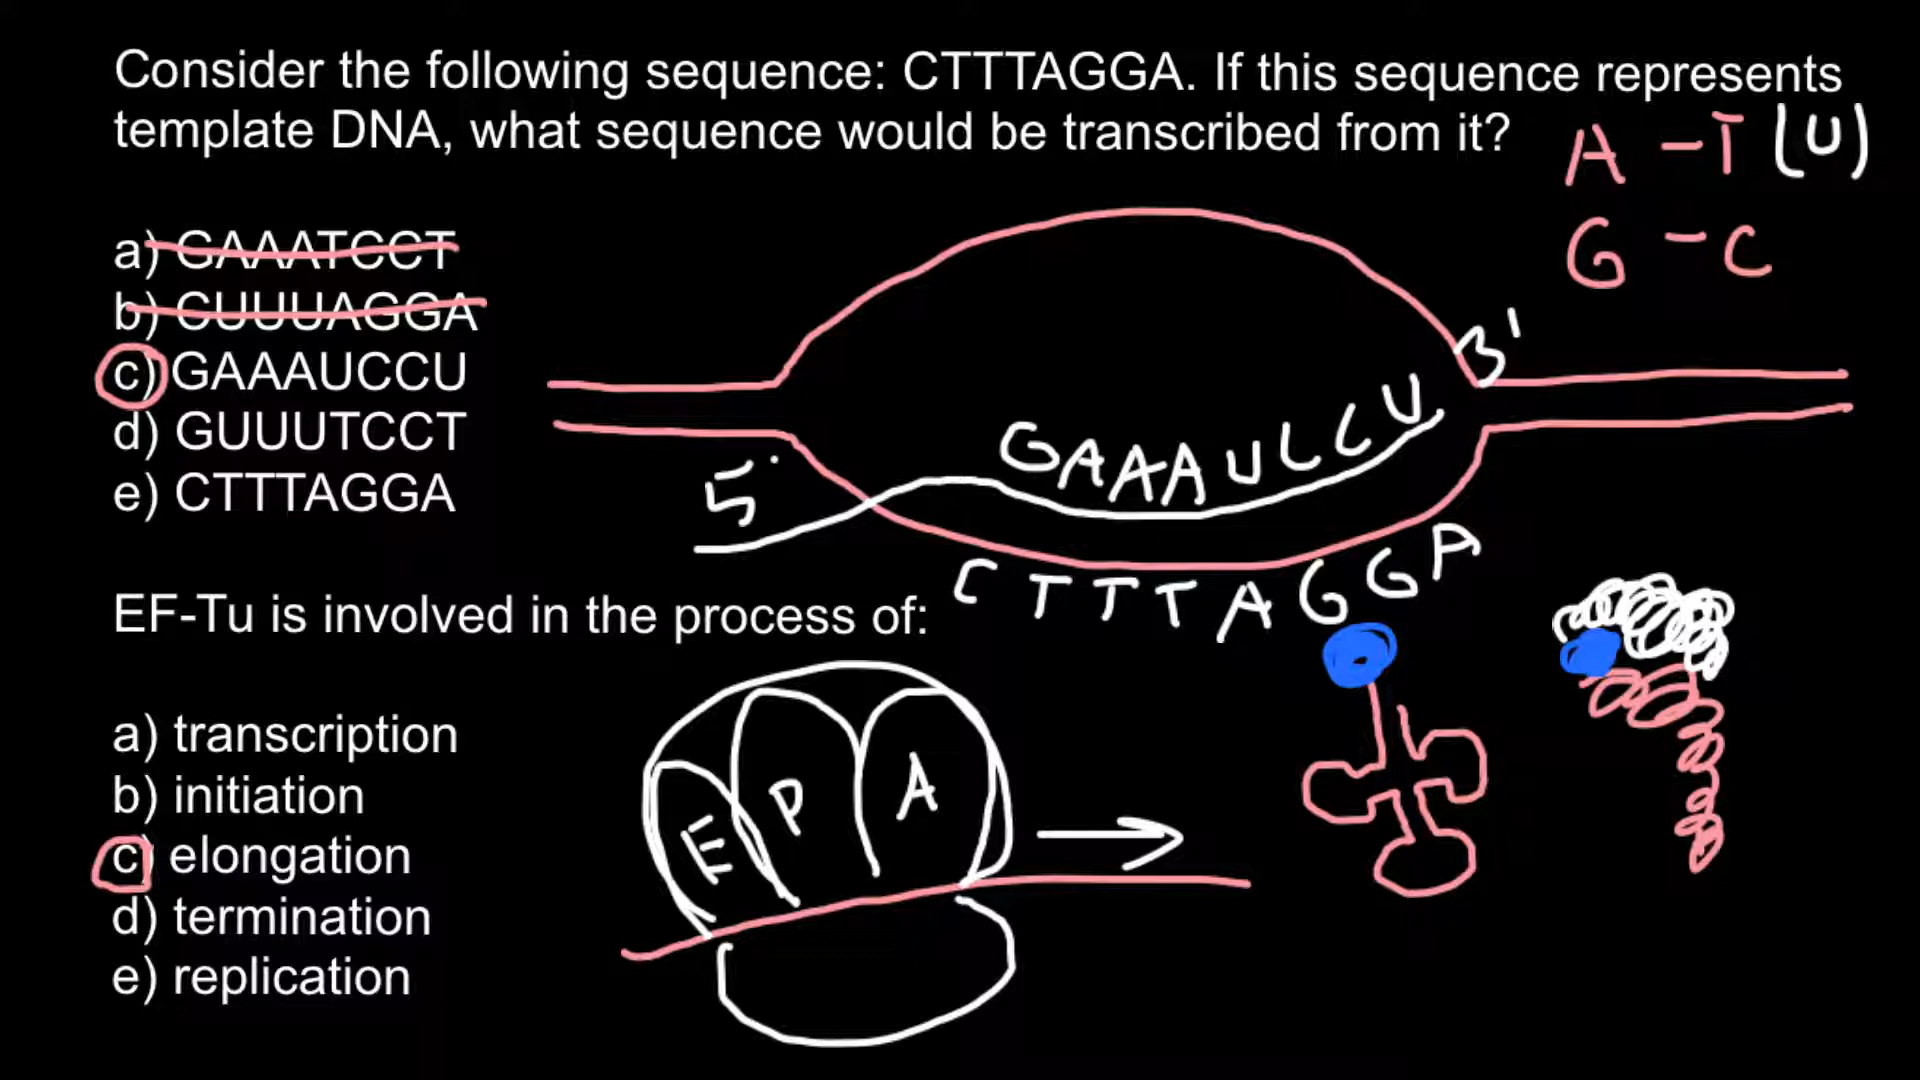 Consider the following sequence: CTTTAGGA. If this sequence represents
template DNA, what sequence would be transcribed from it?
A - T (U)
G - C
a) GAAATCCT
b) CUUUAGGA
c) GAAAUCCU
d) GUUUTCCT
e) CTTTAGGA
3'
GAAAUCCU
5'
CTTTAGGA
EF-Tu is involved in the process of:
a) transcription
b) initiation
c) elongation
d) termination
e) replication
E P A